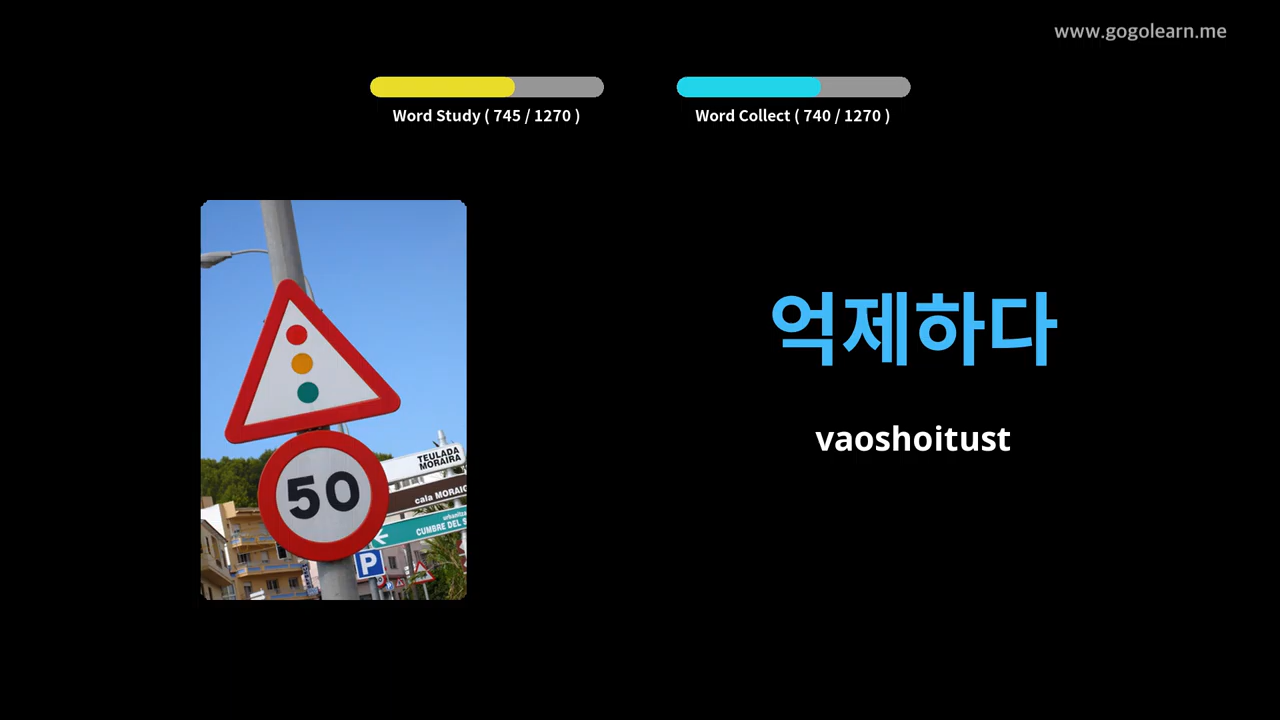 www.gogolearn.me
Word Study ( 745 / 1270 )
Word Collect ( 740 / 1270 )
억제하다
vaoshoitust
50
TEULADA
MORAIRA
cala MORAIG
CUMBRE DEL S
P